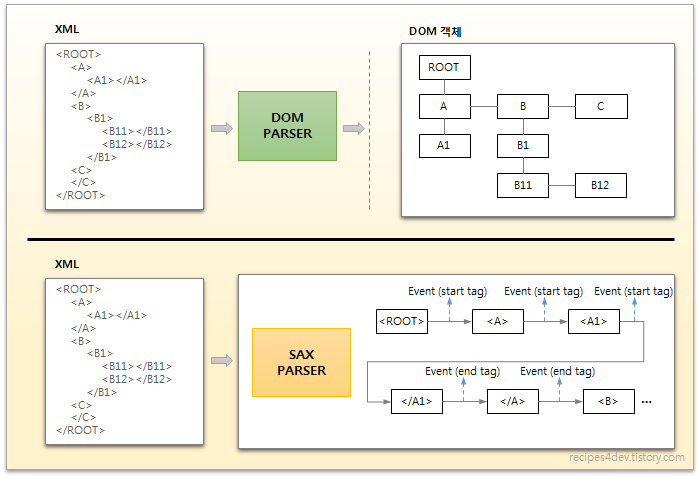 XML
<ROOT>
<A>
<A1></A1>
</A>
<B>
<B1>
<B11></B11>
<B12></B12>
</B1>
<C>
</C>
</ROOT>
DOM
PARSER
DOM 객체
ROOT
A B C
A1 B1
B11 B12
XML
<ROOT>
<A>
<A1></A1>
</A>
<B>
<B1>
<B11></B11>
<B12></B12>
</B1>
<C>
</C>
</ROOT>
SAX
PARSER
Event (start tag) Event (start tag) Event (start tag)
<ROOT> <A> <A1>
Event (end tag) Event (end tag)
</A1> </A> <B> ...
recipes4dev.tistory.com